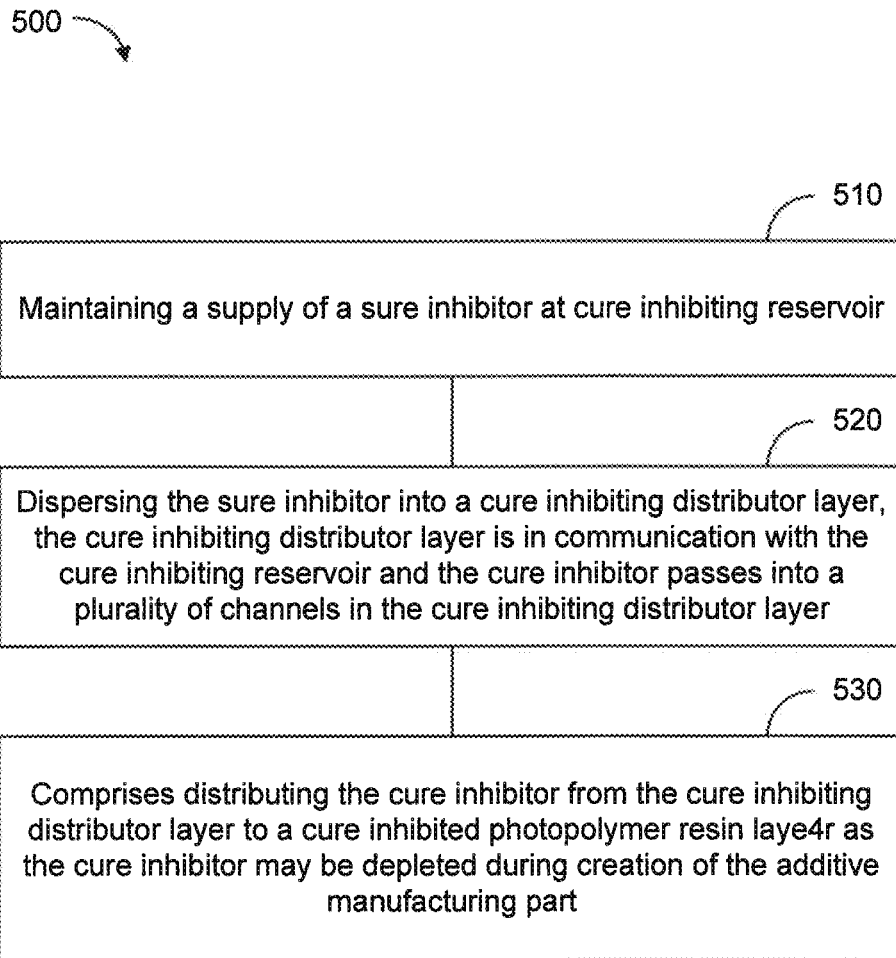 500
510
Maintaining a supply of a sure inhibitor at cure inhibiting reservoir
520
Dispersing the sure inhibitor into a cure inhibiting distributor layer,
the cure inhibiting distributor layer is in communication with the
cure inhibiting reservoir and the cure inhibitor passes into a
plurality of channels in the cure inhibiting distributor layer
530
Comprises distributing the cure inhibitor from the cure inhibiting
distributor layer to a cure inhibited photopolymer resin laye4r as
the cure inhibitor may be depleted during creation of the additive
manufacturing part